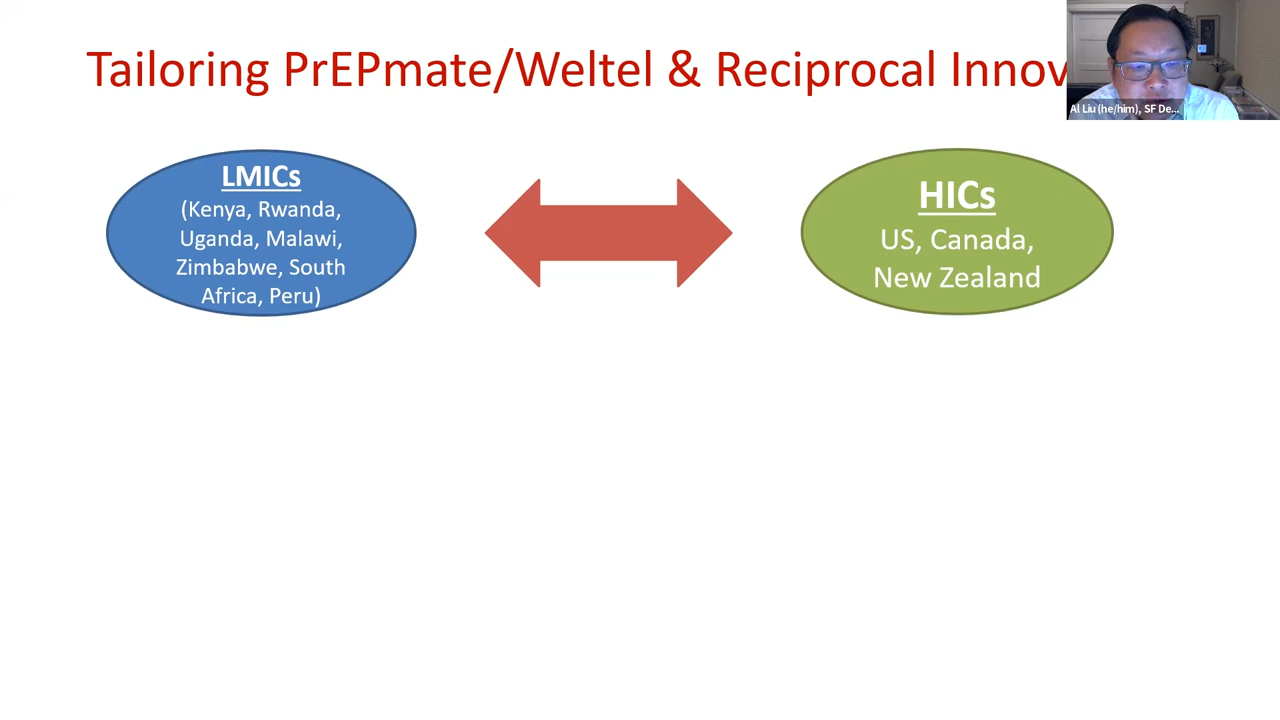 Tailoring PrEPmate/Weltel & Reciprocal
Al Liu (he/him), SF De...
LMICs
(Kenya, Rwanda,
Uganda, Malawi,
Zimbabwe, South
Africa, Peru)
HICs
US, Canada,
New Zealand